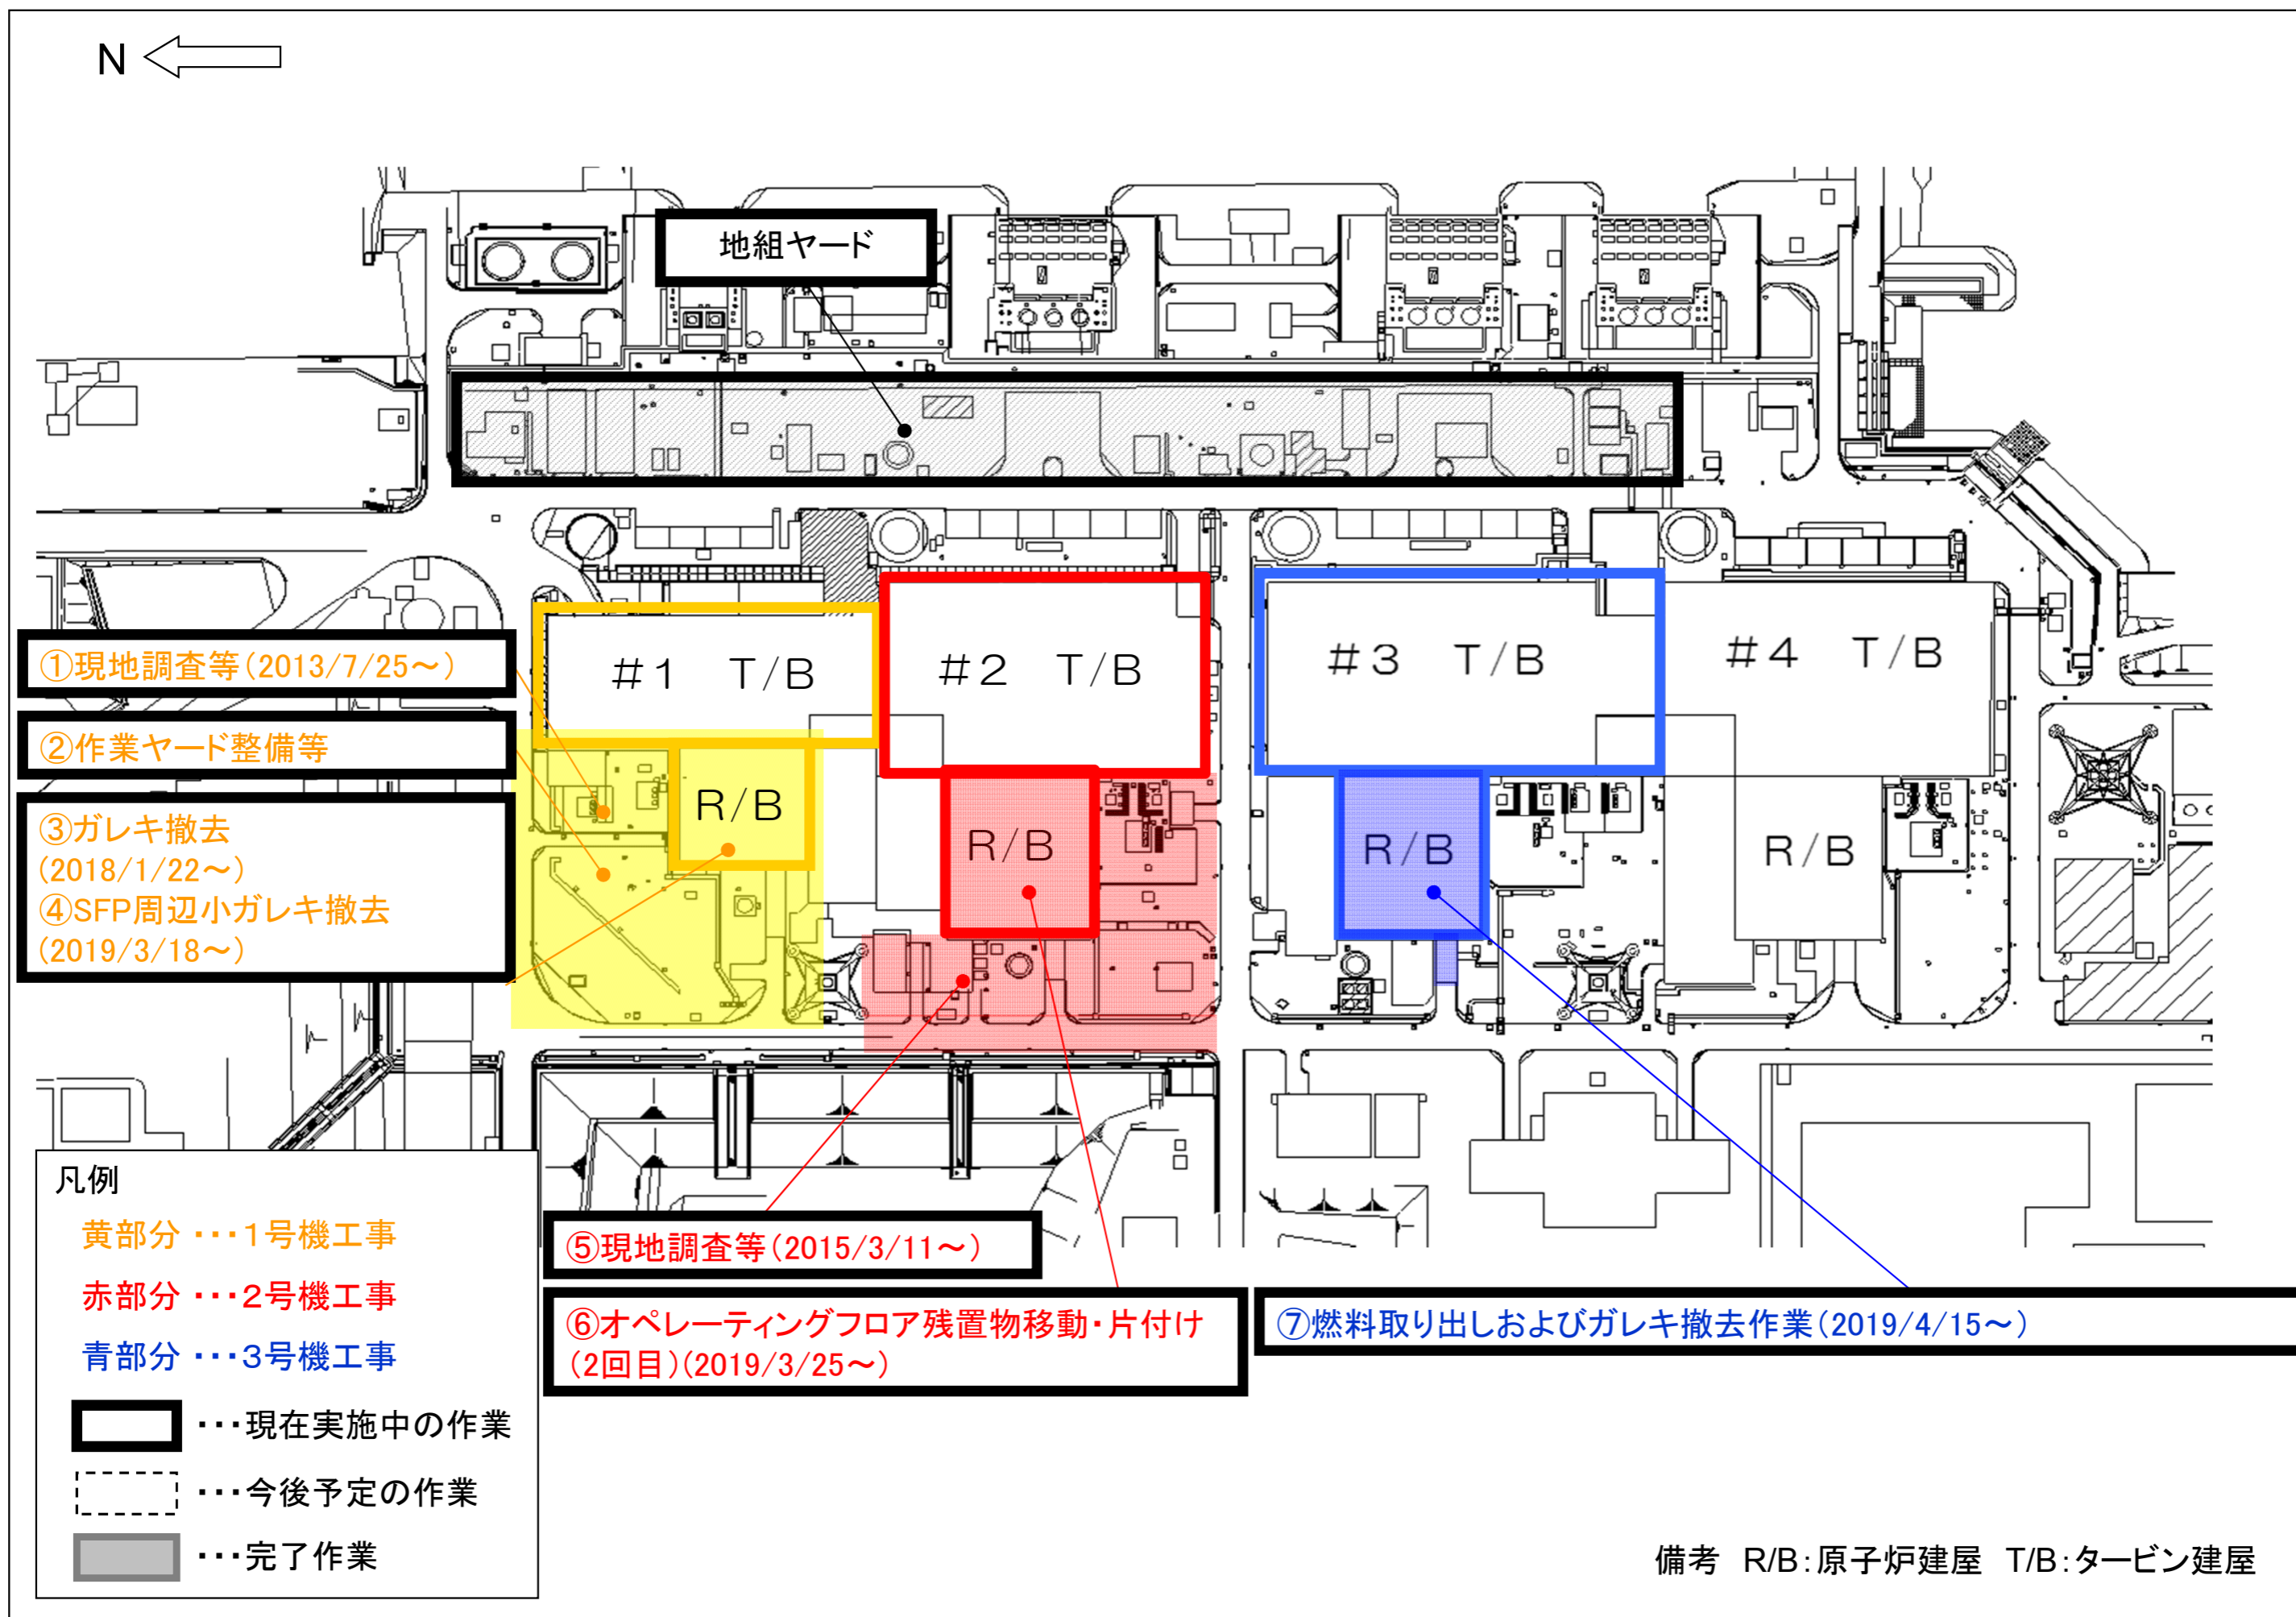 N
地組ヤード
#1 T/B
#2 T/B
#3 T/B
#4 T/B
R/B
R/B
R/B
R/B
①現地調査等(2013/7/25～)
②作業ヤード整備等
③ガレキ撤去
(2018/1/22～)
④SFP周辺小ガレキ撤去
(2019/3/18～)
⑤現地調査等(2015/3/11～)
⑥オペレーティングフロア残置物移動・片付け
(2回目)(2019/3/25～)
⑦燃料取り出しおよびガレキ撤去作業(2019/4/15～)
凡例
黄部分 ・・・1号機工事
赤部分 ・・・2号機工事
青部分 ・・・3号機工事
・・・現在実施中の作業
・・・今後予定の作業
・・・完了作業
備考 R/B:原子炉建屋 T/B:タービン建屋